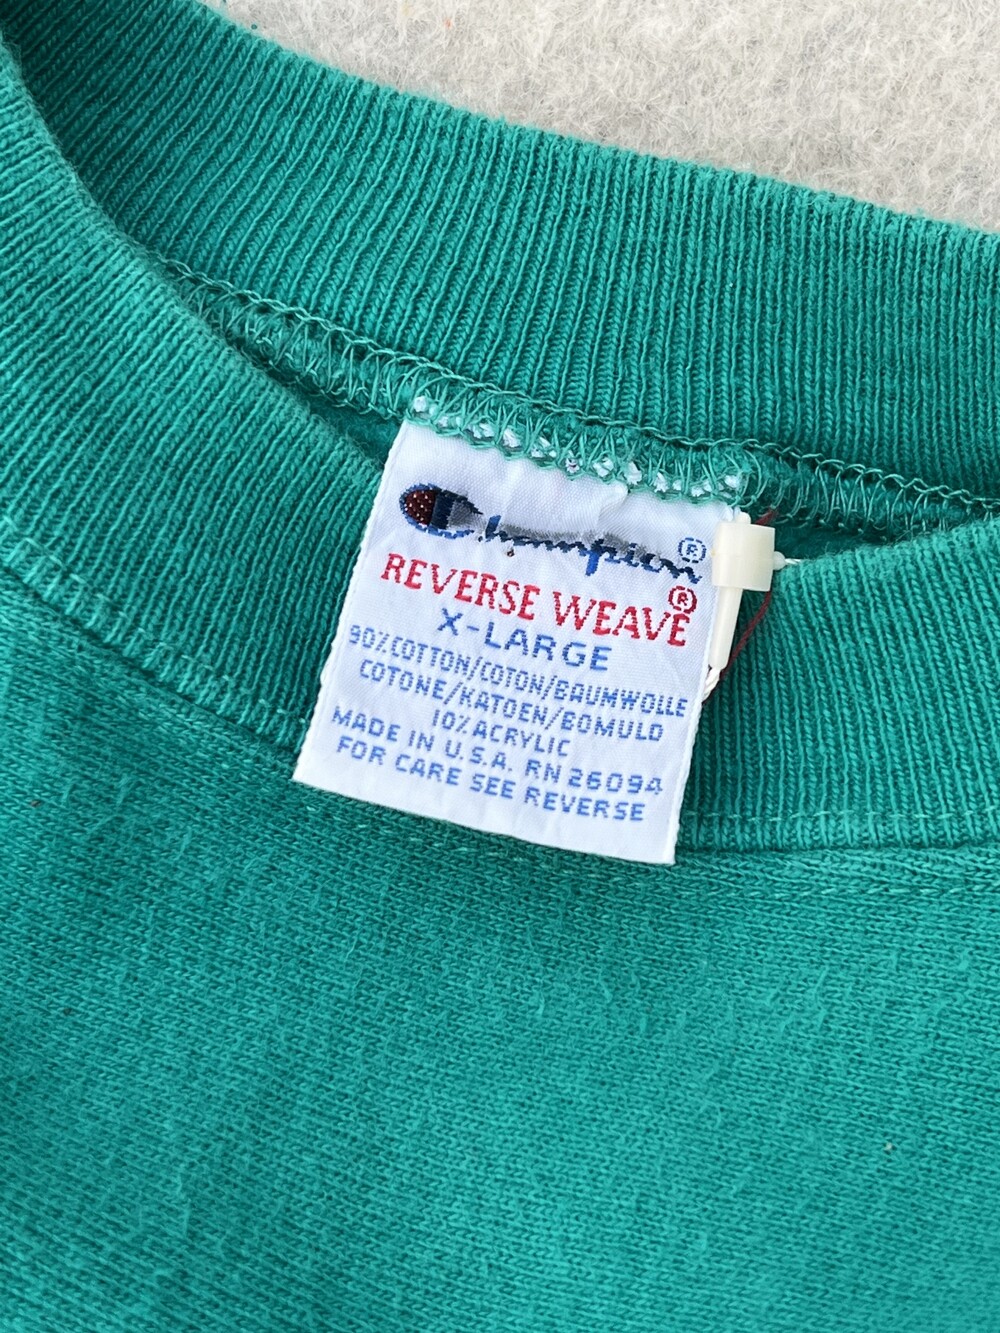 Champion®
REVERSE WEAVE®
X-LARGE
90% COTTON/COTON/BAUMWOLLE
COTONE/KATOEN/BOMULD
10% ACRYLIC
MADE IN U.S.A. RN 26094
FOR CARE SEE REVERSE